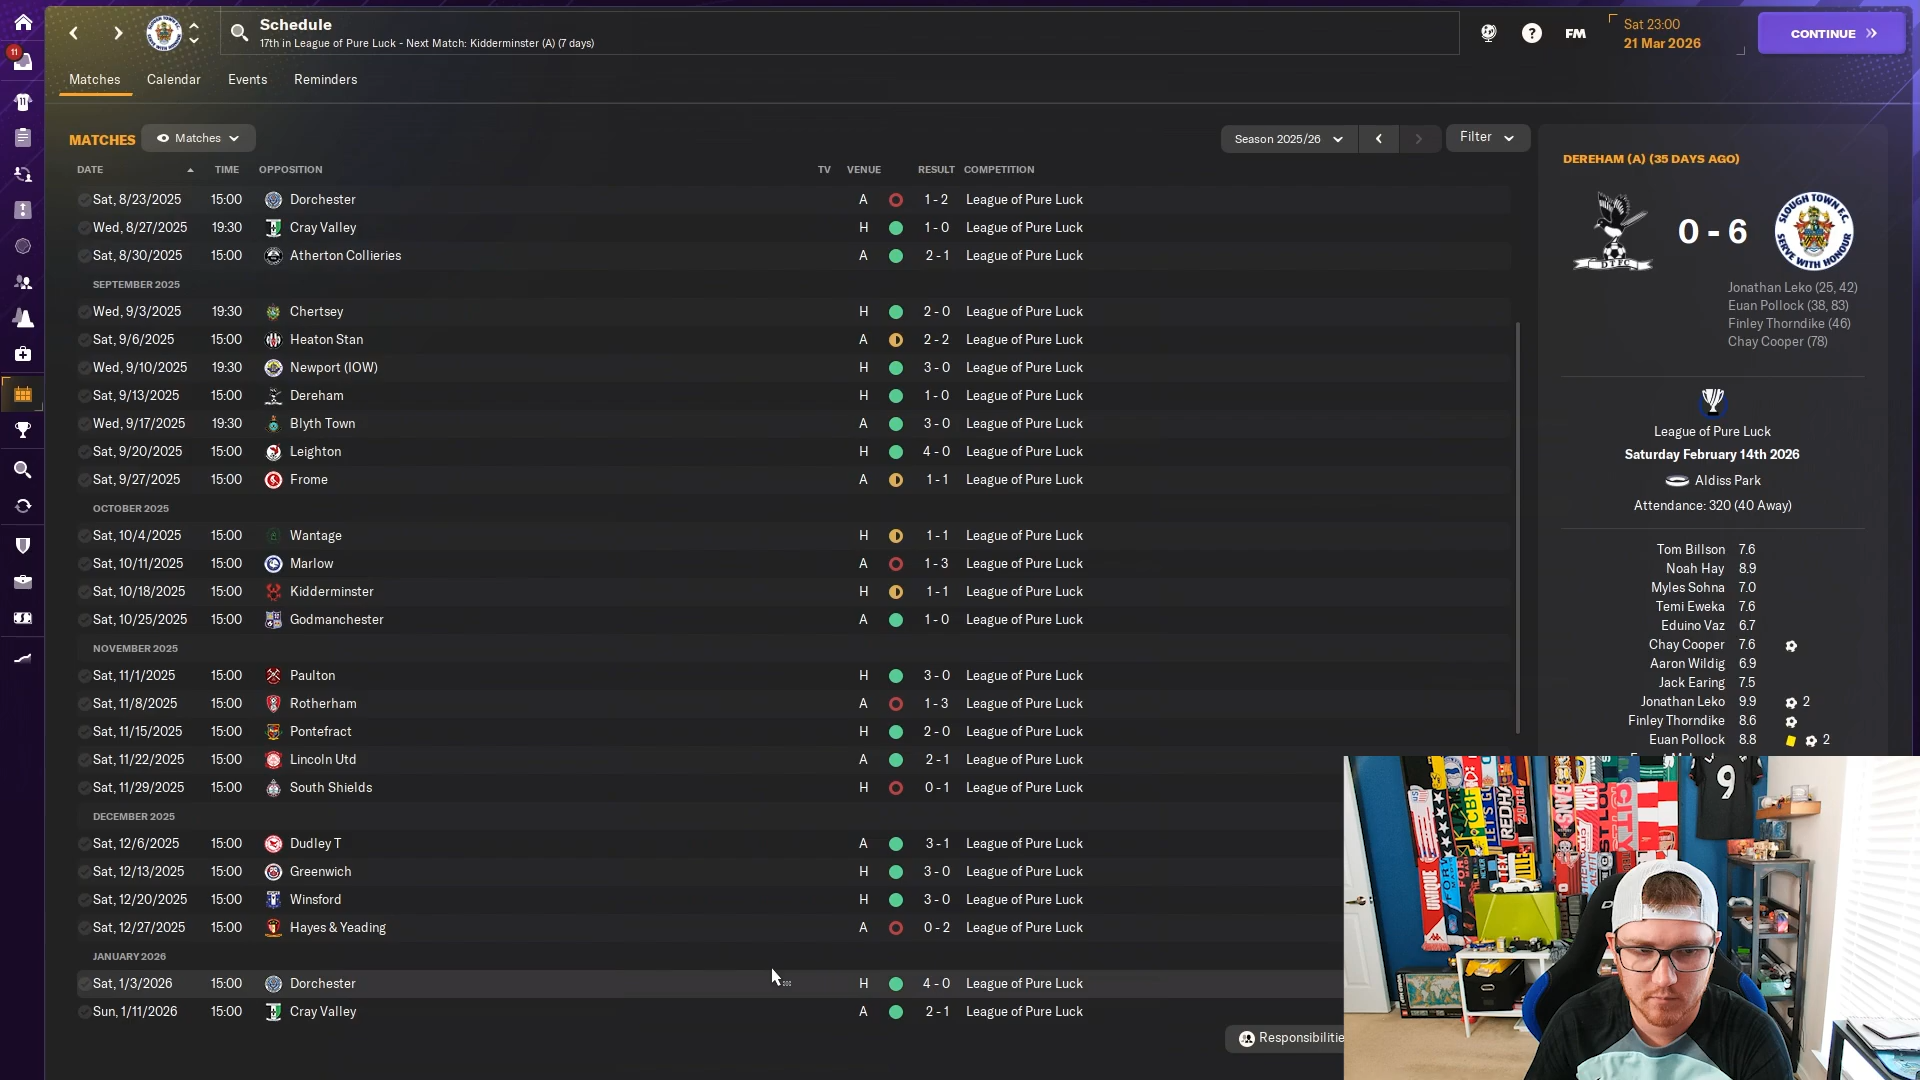 Schedule
17th in League of Pure Luck - Next Match: Kidderminster (A) (7 days)
FM
Sat 23:00
21 Mar 2026
CONTINUE
11
Matches Calendar Events Reminders
MATCHES Matches
Season 2025/26 Filter
DATE TIME OPPOSITION TV VENUE RESULT COMPETITION
Sat, 8/23/2025 15:00 Dorchester A 1 - 2 League of Pure Luck
Wed, 8/27/2025 19:30 Cray Valley H 1 - 0 League of Pure Luck
Sat, 8/30/2025 15:00 Atherton Collieries A 2 - 1 League of Pure Luck
SEPTEMBER 2025
Wed, 9/3/2025 19:30 Chertsey H 2 - 0 League of Pure Luck
Sat, 9/6/2025 15:00 Heaton Stan A 2 - 2 League of Pure Luck
Wed, 9/10/2025 19:30 Newport (IOW) H 3 - 0 League of Pure Luck
Sat, 9/13/2025 15:00 Dereham H 1 - 0 League of Pure Luck
Wed, 9/17/2025 19:30 Blyth Town A 3 - 0 League of Pure Luck
Sat, 9/20/2025 15:00 Leighton H 4 - 0 League of Pure Luck
Sat, 9/27/2025 15:00 Frome A 1 - 1 League of Pure Luck
OCTOBER 2025
Sat, 10/4/2025 15:00 Wantage H 1 - 1 League of Pure Luck
Sat, 10/11/2025 15:00 Marlow A 1 - 3 League of Pure Luck
Sat, 10/18/2025 15:00 Kidderminster H 1 - 1 League of Pure Luck
Sat, 10/25/2025 15:00 Godmanchester A 1 - 0 League of Pure Luck
NOVEMBER 2025
Sat, 11/1/2025 15:00 Paulton H 3 - 0 League of Pure Luck
Sat, 11/8/2025 15:00 Rotherham A 1 - 3 League of Pure Luck
Sat, 11/15/2025 15:00 Pontefract H 2 - 0 League of Pure Luck
Sat, 11/22/2025 15:00 Lincoln Utd A 2 - 1 League of Pure Luck
Sat, 11/29/2025 15:00 South Shields H 0 - 1 League of Pure Luck
DECEMBER 2025
Sat, 12/6/2025 15:00 Dudley T A 3 - 1 League of Pure Luck
Sat, 12/13/2025 15:00 Greenwich H 3 - 0 League of Pure Luck
Sat, 12/20/2025 15:00 Winsford H 3 - 0 League of Pure Luck
Sat, 12/27/2025 15:00 Hayes & Yeading A 0 - 2 League of Pure Luck
JANUARY 2026
Sat, 1/3/2026 15:00 Dorchester H 4 - 0 League of Pure Luck
Sun, 1/11/2026 15:00 Cray Valley A 2 - 1 League of Pure Luck
Responsibilitie
DEREHAM (A) (35 DAYS AGO)
DTFC
0 - 6
SLOUGH TOWN F.C.
SERVE WITH HONOUR
Jonathan Leko (25, 42)
Euan Pollock (38, 83)
Finley Thorndike (46)
Chay Cooper (78)
League of Pure Luck
Saturday February 14th 2026
Aldiss Park
Attendance: 320 (40 Away)
Tom Billson 7.6
Noah Hay 8.9
Myles Sohna 7.0
Temi Eweka 7.6
Eduino Vaz 6.7
Chay Cooper 7.6
Aaron Wildig 6.9
Jack Earing 7.5
Jonathan Leko 9.9 2
Finley Thorndike 8.6
Euan Pollock 8.8 2
9
UNIQUE
CBF
CITY